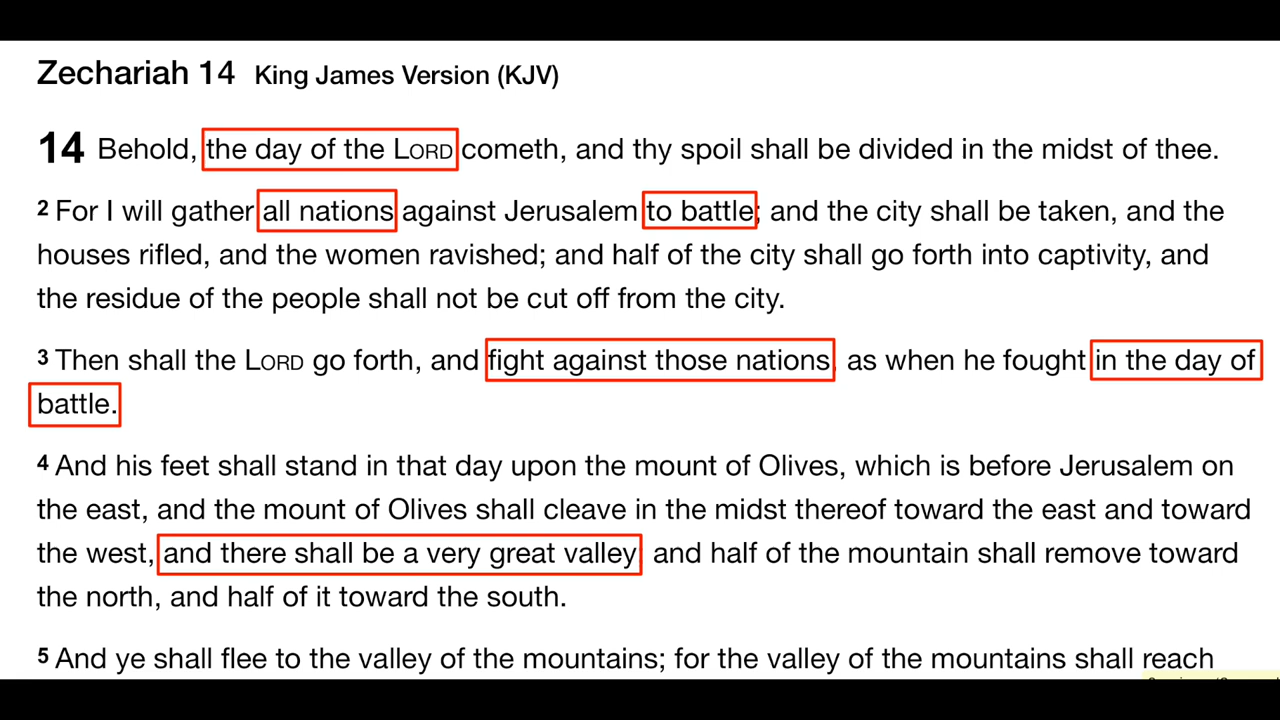 Zechariah 14 King James Version (KJV)
14 Behold, the day of the LORD cometh, and thy spoil shall be divided in the midst of thee.
2 For I will gather all nations against Jerusalem to battle; and the city shall be taken, and the
houses rifled, and the women ravished; and half of the city shall go forth into captivity, and
the residue of the people shall not be cut off from the city.
3 Then shall the LORD go forth, and fight against those nations, as when he fought in the day of
battle.
4 And his feet shall stand in that day upon the mount of Olives, which is before Jerusalem on
the east, and the mount of Olives shall cleave in the midst thereof toward the east and toward
the west, and there shall be a very great valley and half of the mountain shall remove toward
the north, and half of it toward the south.
5 And ye shall flee to the valley of the mountains; for the valley of the mountains shall reach